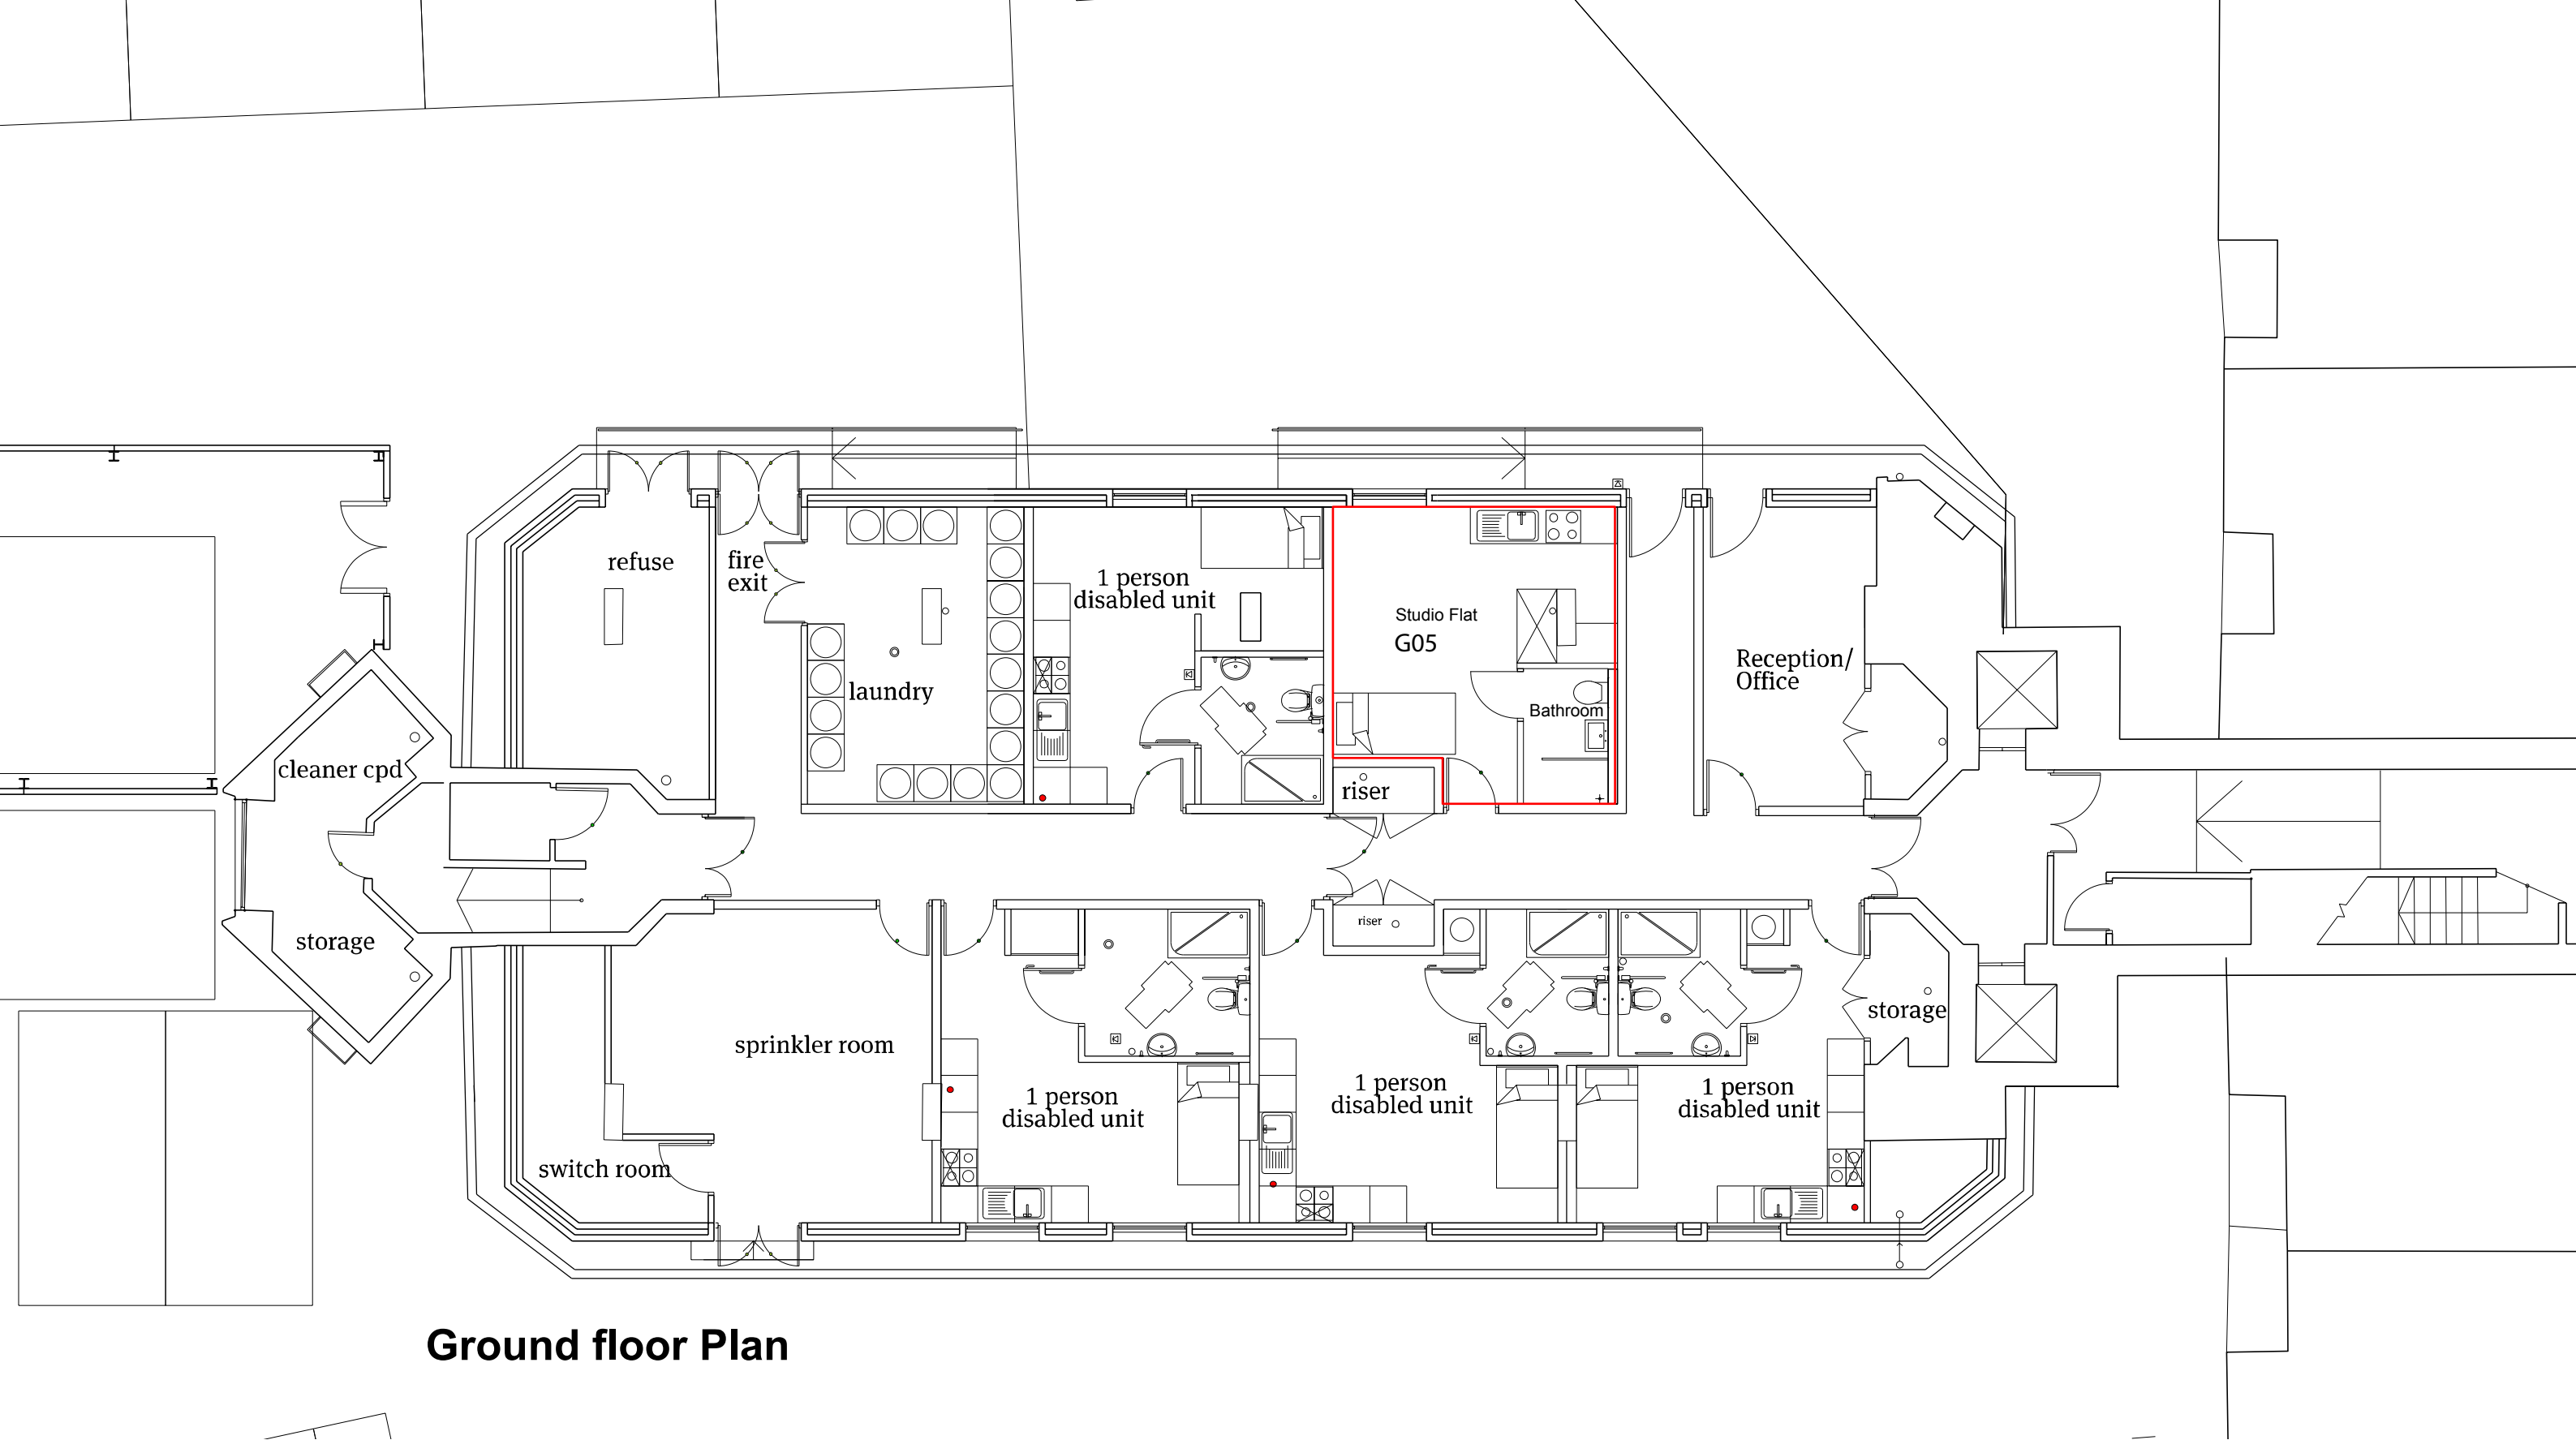 refuse
fire
exit
1 person
disabled unit
Studio Flat
G05
Reception/
Office
laundry
Bathroom
cleaner cpd
riser
riser
storage
storage
sprinkler room
1 person
disabled unit
1 person
disabled unit
1 person
disabled unit
switch room
Ground floor Plan